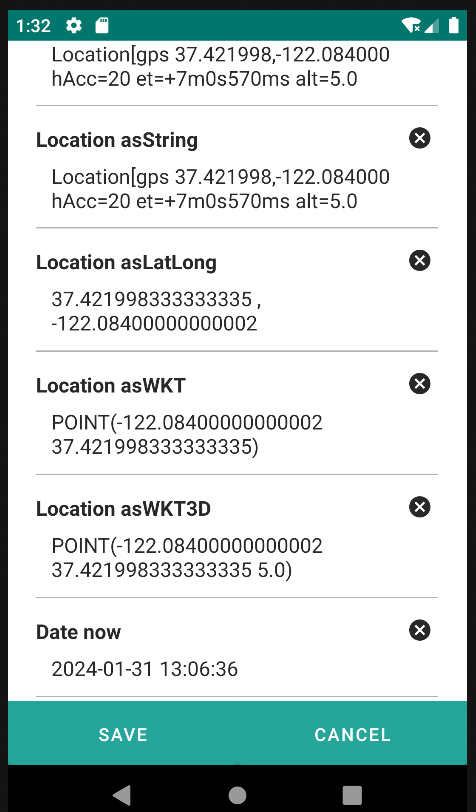 1:32
Location[gps 37.421998,-122.084000
hAcc=20 et=+7m0s570ms alt=5.0
Location asString
Location[gps 37.421998,-122.084000
hAcc=20 et=+7m0s570ms alt=5.0
Location asLatLong
37.421998333333335 ,
-122.08400000000002
Location asWKT
POINT(-122.08400000000002
37.421998333333335)
Location asWKT3D
POINT(-122.08400000000002
37.421998333333335 5.0)
Date now
2024-01-31 13:06:36
SAVE CANCEL